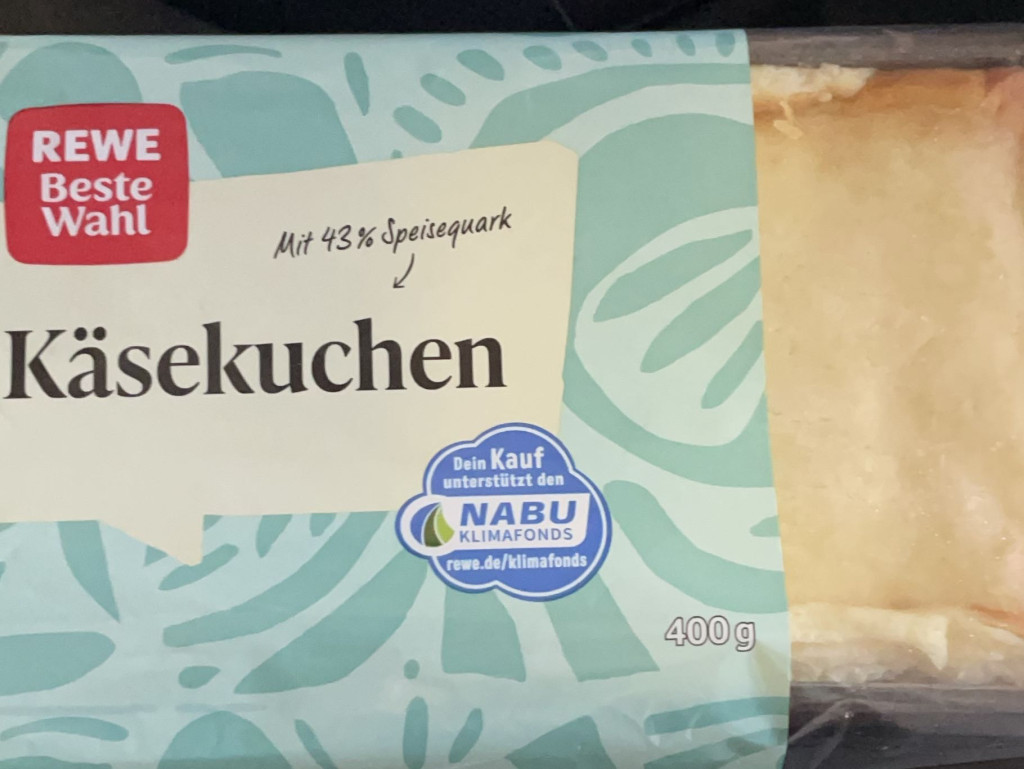 REWE
Beste
Wahl
Mit 43% Speisequark
Käsekuchen
Dein Kauf
unterstützt den
NABU
KLIMAFONDS
rewe.de/klimafonds
400g